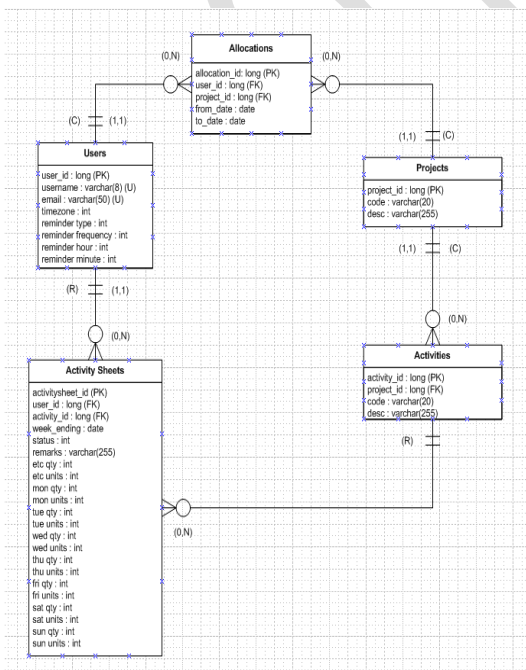 Allocations
allocation_id: long (PK)
user_id : long (FK)
project_id : long (FK)
from_date : date
to_date : date
(0,N)
(0,N)
(C)
(1,1)
(1,1)
(C)
Users
user_id : long (PK)
username : varchar(8) (U)
email : varchar(50) (U)
timezone : int
reminder type : int
reminder frequency : int
reminder hour : int
reminder minute : int
Projects
project_id : long (PK)
code : varchar(20)
desc : varchar(255)
(1,1)
(C)
(R)
(1,1)
(0,N)
(0,N)
Activity Sheets
activitysheet_id (PK)
user_id : long (FK)
activity_id : long (FK)
week_ending : date
status : int
remarks : varchar(255)
etc qty : int
etc units : int
mon qty : int
mon units : int
tue qty : int
tue units : int
wed qty : int
wed units : int
thu qty : int
thu units : int
fri qty : int
fri units : int
sat qty : int
sat units : int
sun qty : int
sun units : int
Activities
activity_id : long (PK)
project_id : long (FK)
code : varchar(20)
desc : varchar(255)
(R)
(0,N)